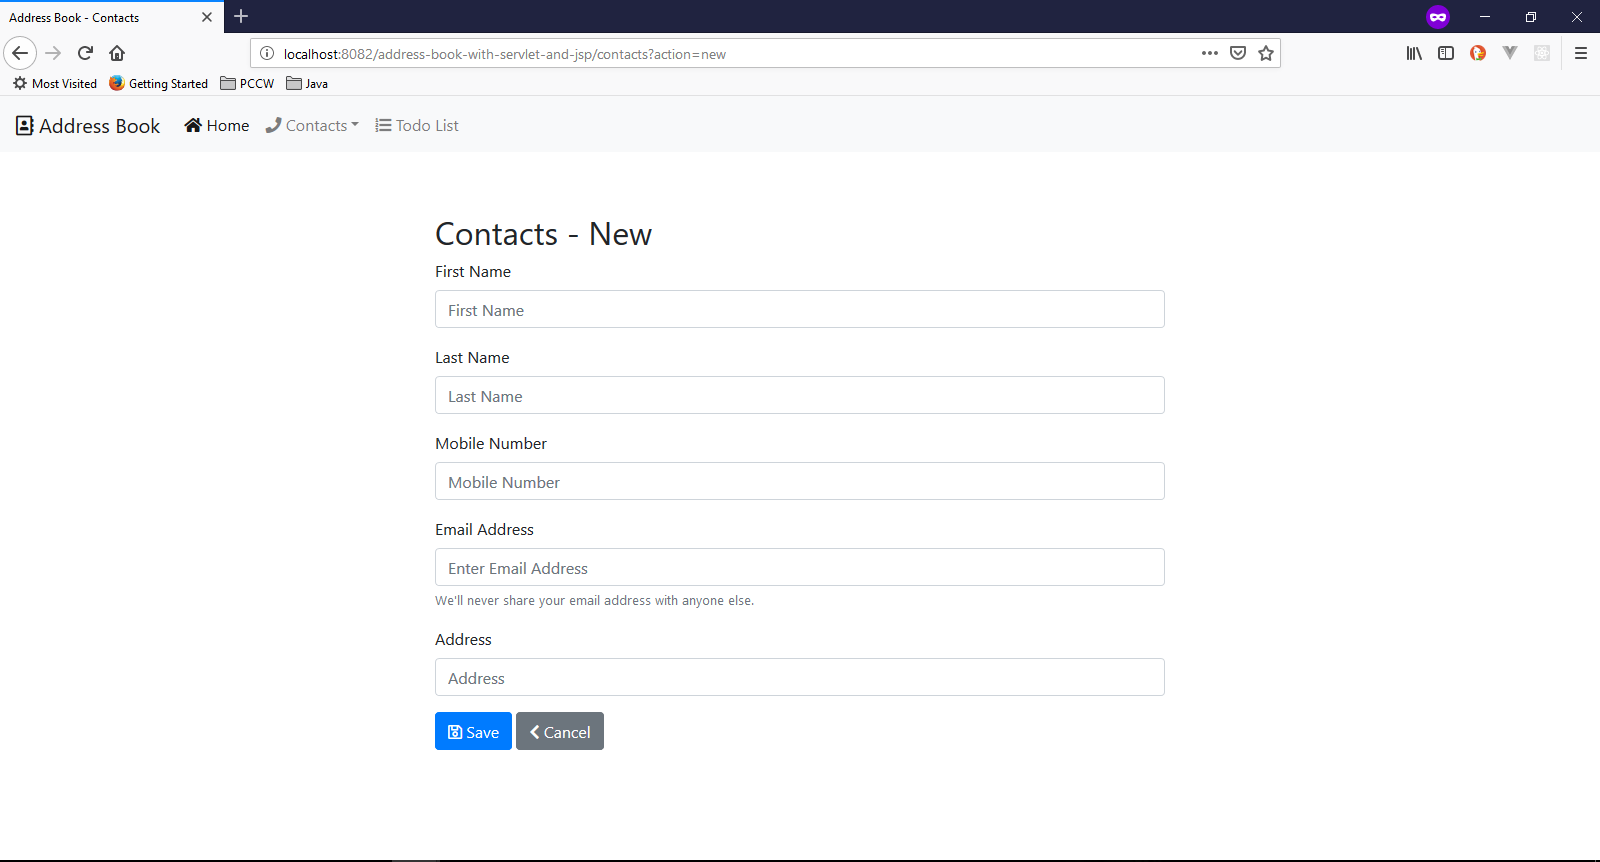 Address Book - Contacts
localhost:8082/address-book-with-servlet-and-jsp/contacts?action=new
Most Visited Getting Started PCCW Java
Address Book Home Contacts Todo List
Contacts - New
First Name
First Name
Last Name
Last Name
Mobile Number
Mobile Number
Email Address
Enter Email Address
We'll never share your email address with anyone else.
Address
Address
Save Cancel